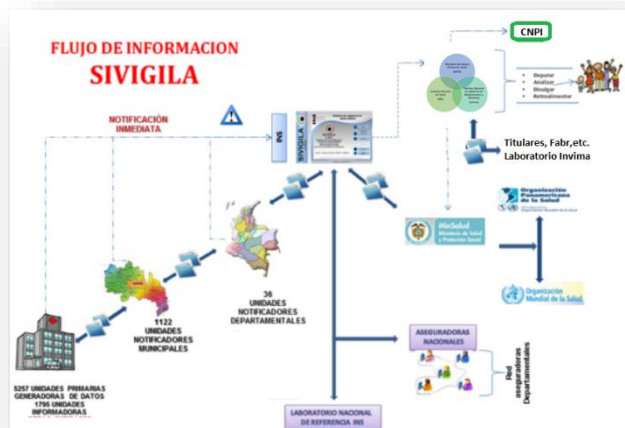 FLUJO DE INFORMACION
SIVIGILA
CNPI
NOTIFICACIÓN
INMEDIATA
INS
SIVIGILA
Depurar
Analizar
Divulgar
Retroalimentar
Titulares, Fabr,etc.
Laboratorio Invima
Organización
Panamericana
de la Salud
MinSalud
Ministerio de Salud
y Protección Social
Organización
Mundial de la Salud
36
UNIDADES
NOTIFICADORES
DEPARTAMENTALES
1122
UNIDADES
NOTIFICADORES
MUNICIPALES
5257 UNIDADES PRIMARIAS
GENERADORAS DE DATOS
1795 UNIDADES
INFORMADORAS
ASEGURADORAS
NACIONALES
Red
aseguradoras
Departamentales
LABORATORIO NACIONAL
DE REFERENCIA INS